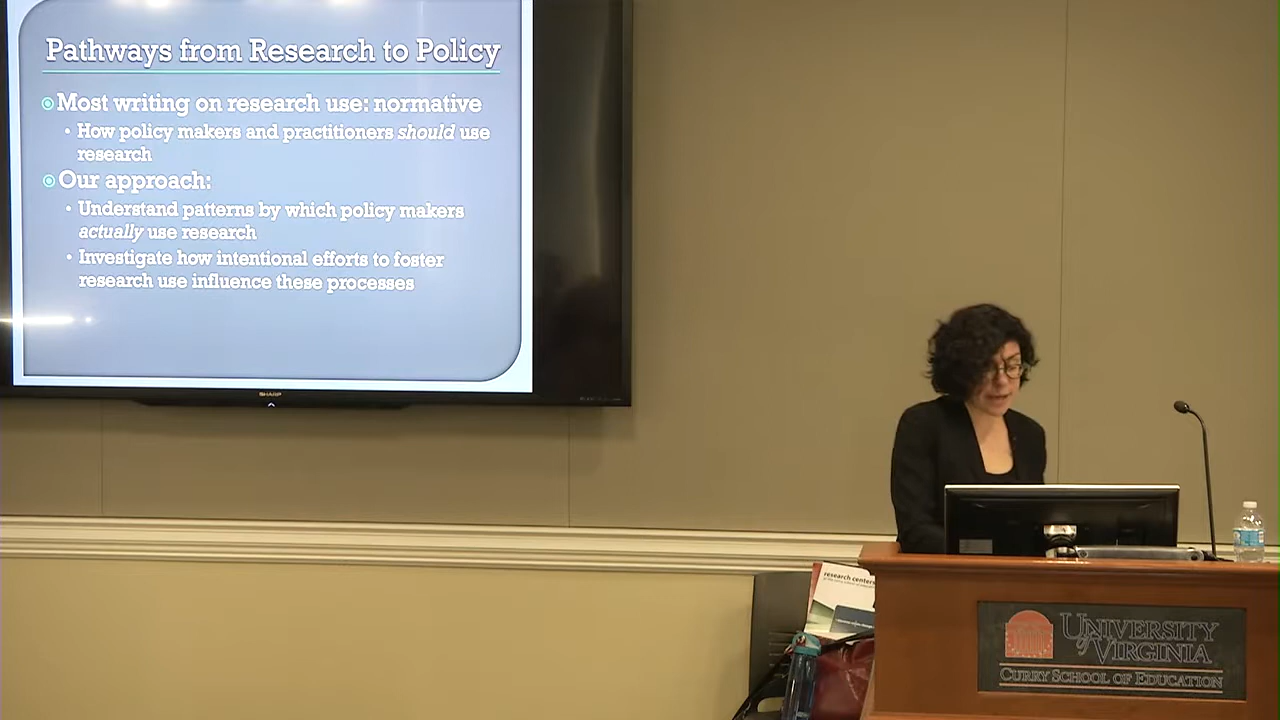 Pathways from Research to Policy
Most writing on research use: normative
• How policy makers and practitioners should use
research
Our approach:
• Understand patterns by which policy makers
actually use research
• Investigate how intentional efforts to foster
research use influence these processes
SHARP
research centers
UNIVERSITY
of VIRGINIA
CURRY SCHOOL OF EDUCATION